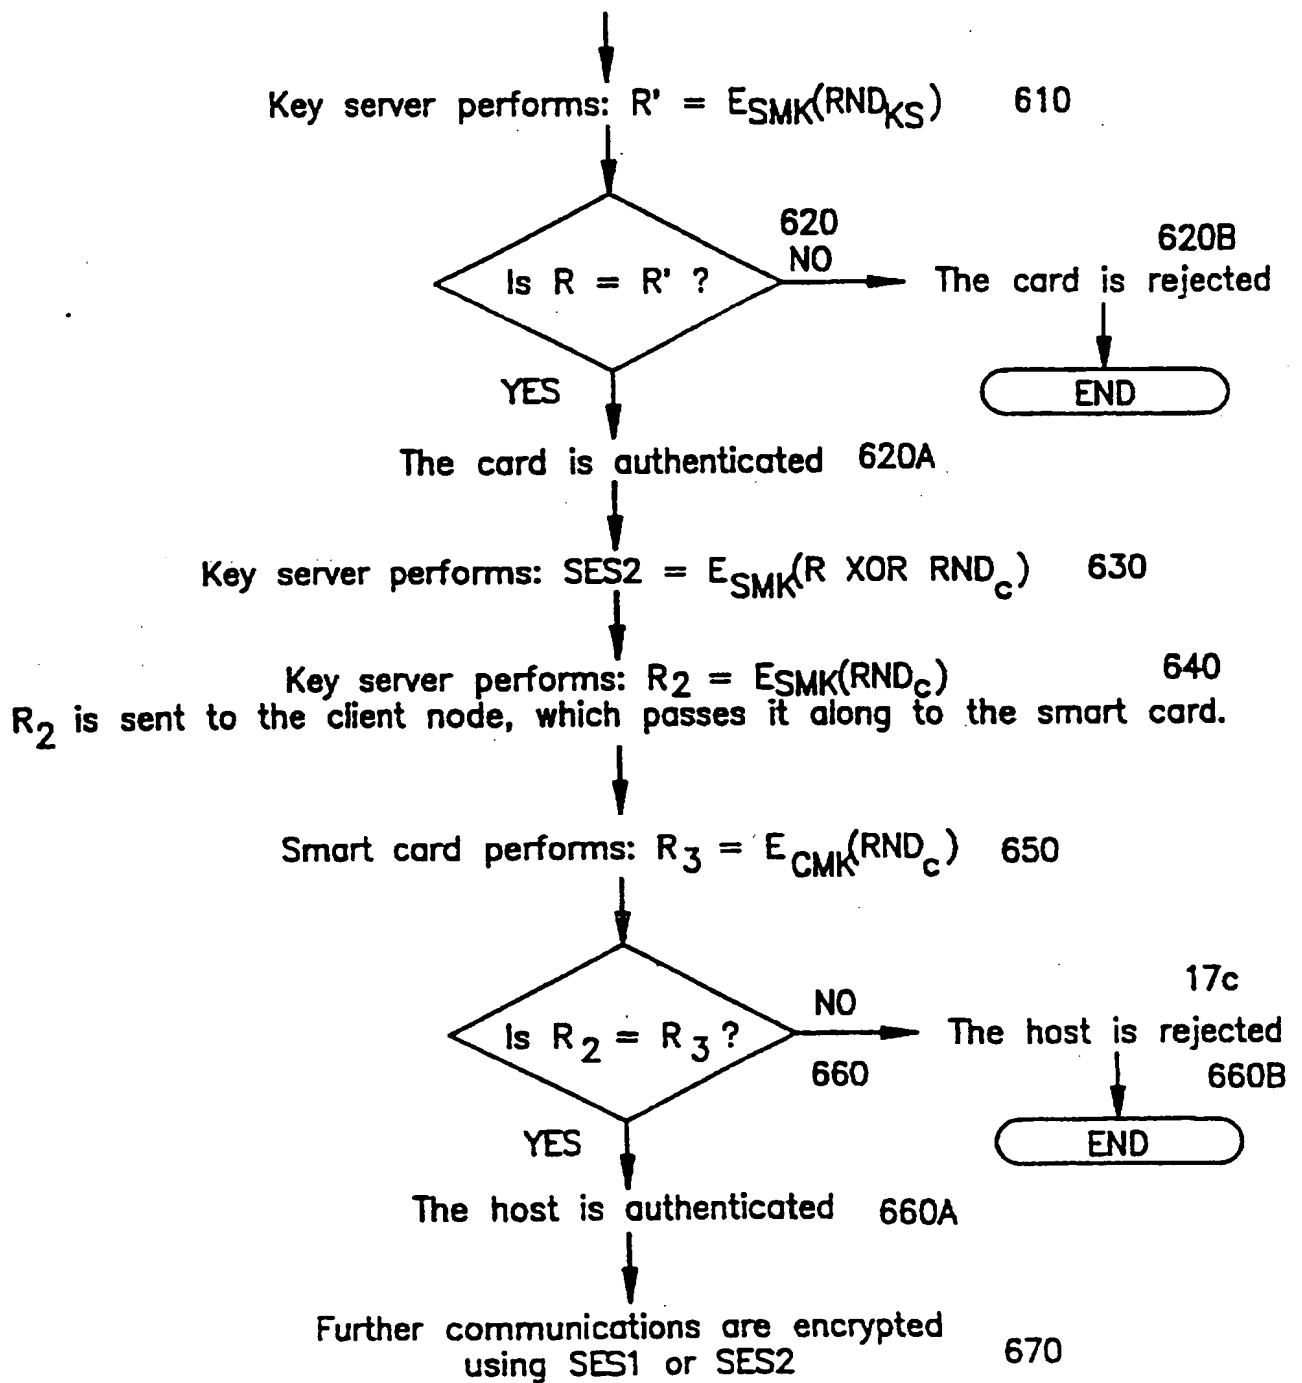 Key server performs: R' = E_SMK(RND_KS) 610
620
NO
Is R = R' ?
620B
The card is rejected
END
YES
The card is authenticated 620A
Key server performs: SES2 = E_SMK(R XOR RND_c) 630
Key server performs: R_2 = E_SMK(RND_c) 640
R_2 is sent to the client node, which passes it along to the smart card.
Smart card performs: R_3 = E_CMK(RND_c) 650
Is R_2 = R_3 ?
NO
660
17c
The host is rejected
660B
END
YES
The host is authenticated 660A
Further communications are encrypted
using SES1 or SES2 670